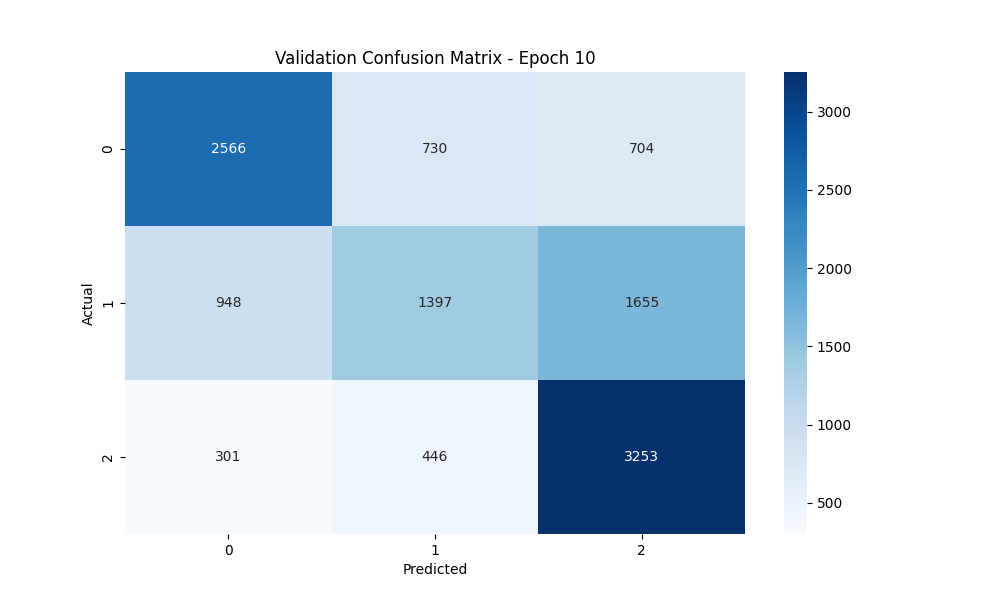 Validation Confusion Matrix - Epoch 10
Actual
0
2566 730 704
1
948 1397 1655
2
301 446 3253
0 1 2
Predicted
3000
2500
2000
1500
1000
500